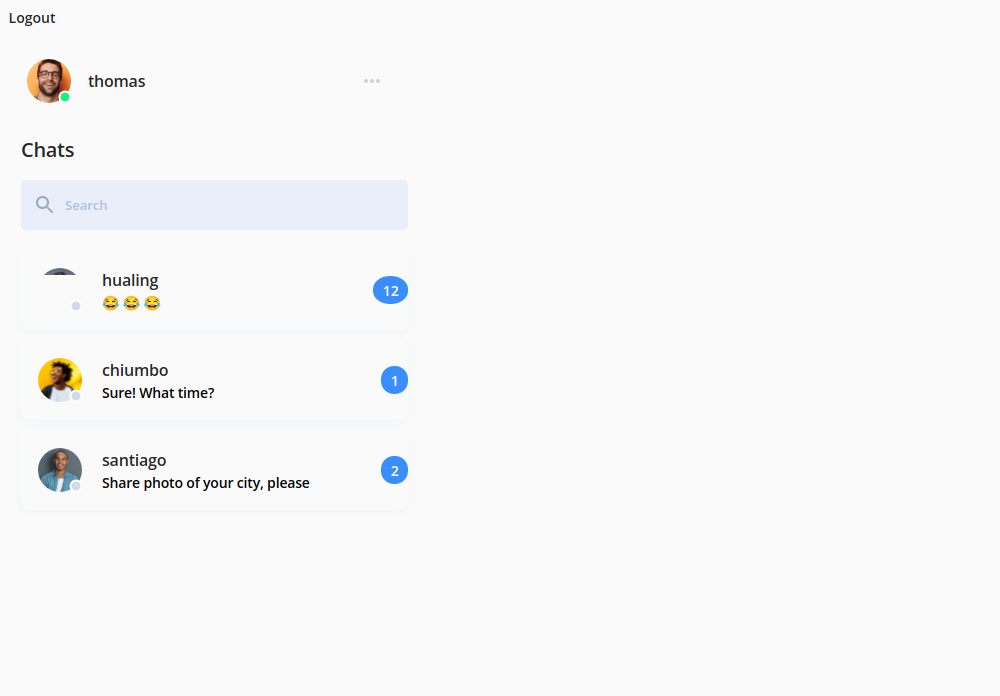 Logout
thomas
Chats
Search
hualing
😂 😂 😂
12
chiumbo
Sure! What time?
1
santiago
Share photo of your city, please
2